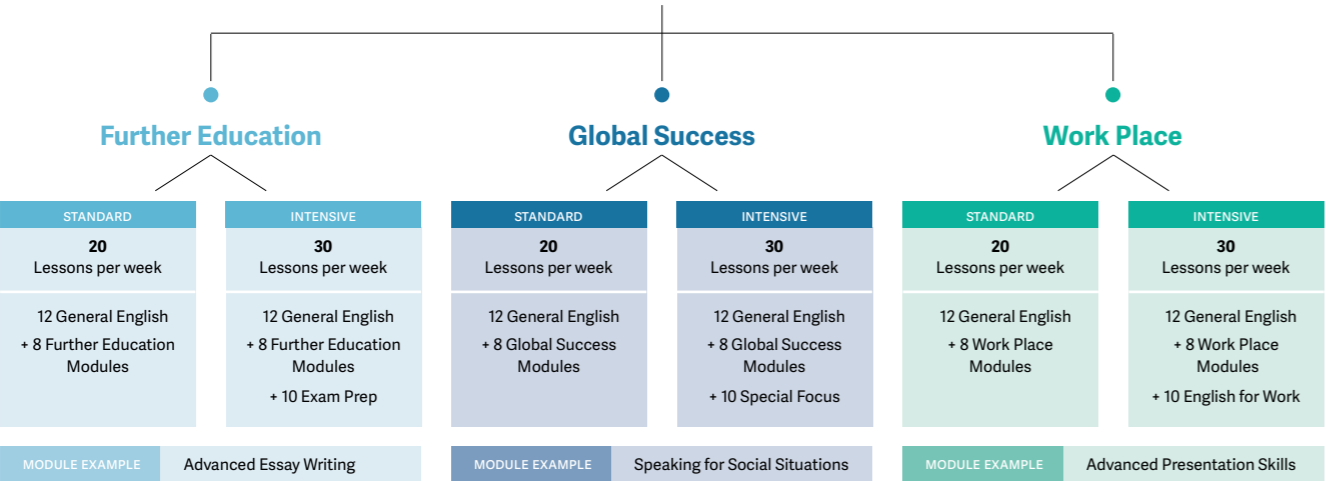 Further Education
STANDARD
20
Lessons per week
12 General English
+ 8 Further Education
Modules
INTENSIVE
30
Lessons per week
12 General English
+ 8 Further Education
Modules
+ 10 Exam Prep
MODULE EXAMPLE
Advanced Essay Writing
Global Success
STANDARD
20
Lessons per week
12 General English
+ 8 Global Success
Modules
INTENSIVE
30
Lessons per week
12 General English
+ 8 Global Success
Modules
+ 10 Special Focus
MODULE EXAMPLE
Speaking for Social Situations
Work Place
STANDARD
20
Lessons per week
12 General English
+ 8 Work Place
Modules
INTENSIVE
30
Lessons per week
12 General English
+ 8 Work Place
Modules
+ 10 English for Work
MODULE EXAMPLE
Advanced Presentation Skills